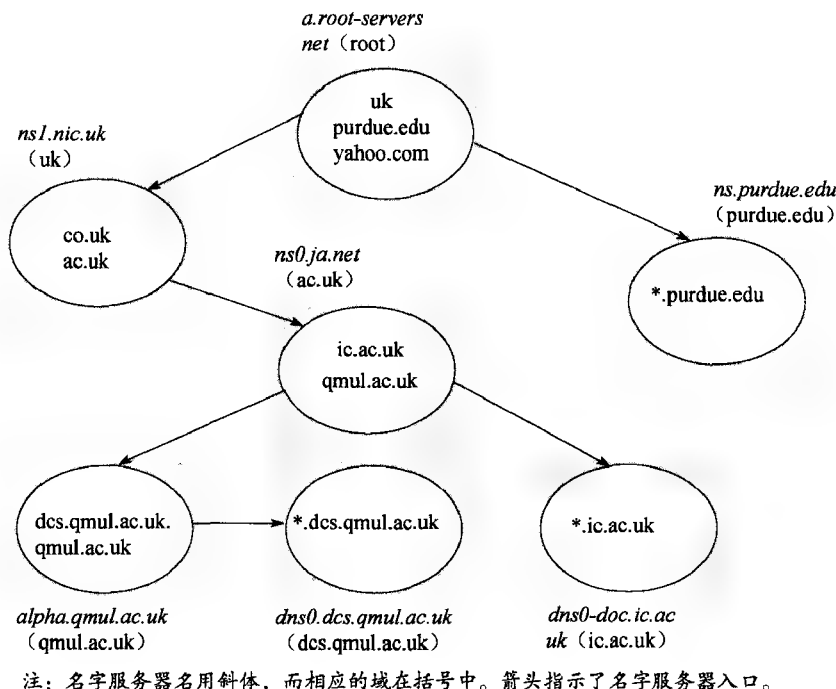 a.root-servers
net（root）
uk
purdue.edu
yahoo.com
ns1.nic.uk
（uk）
co.uk
ac.uk
ns.purdue.edu
（purdue.edu）
*.purdue.edu
ns0.ja.net
（ac.uk）
ic.ac.uk
qmul.ac.uk
dcs.qmul.ac.uk.
qmul.ac.uk
*.dcs.qmul.ac.uk
*.ic.ac.uk
alpha.qmul.ac.uk
（qmul.ac.uk）
dns0.dcs.qmul.ac.uk
（dcs.qmul.ac.uk）
dns0-doc.ic.ac
uk（ic.ac.uk）
注：名字服务器名用斜体，而相应的域在括号中。箭头指示了名字服务器入口。